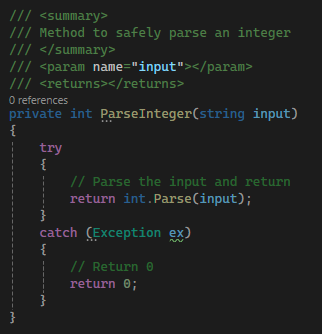 /// <summary>
/// Method to safely parse an integer
/// </summary>
/// <param name="input"></param>
/// <returns></returns>
0 references
private int ParseInteger(string input)
{
try
{
// Parse the input and return
return int.Parse(input);
}
catch (Exception ex)
{
// Return 0
return 0;
}
}